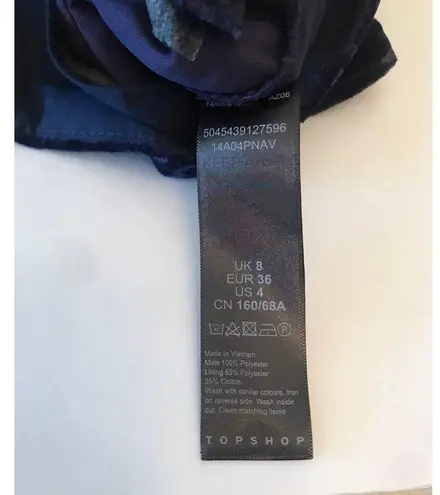 5045439127596
14A04PNAV
UK 8
EUR 36
US 4
CN 160/68A
Made in Vietnam
Main 100% Polyester
Lining 65% Polyester
35% Cotton
Wash with similar colours. Iron
on reverse side. Wash inside
out. Clean matching items
TOPSHOP